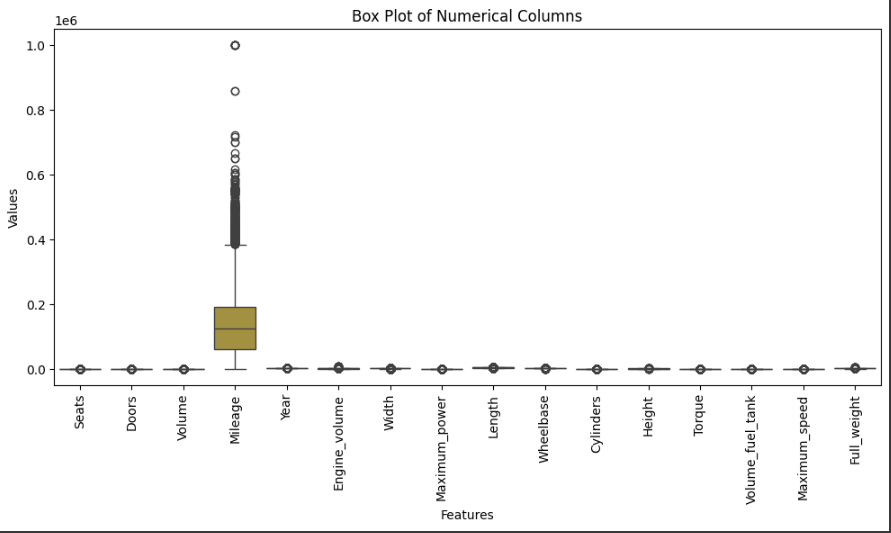 Box Plot of Numerical Columns
1e6
1.0
0.8
0.6
0.4
0.2
0.0
Values
Seats
Doors
Volume
Mileage
Year
Engine_volume
Width
Maximum_power
Length
Wheelbase
Cylinders
Height
Torque
Volume_fuel_tank
Maximum_speed
Full_weight
Features